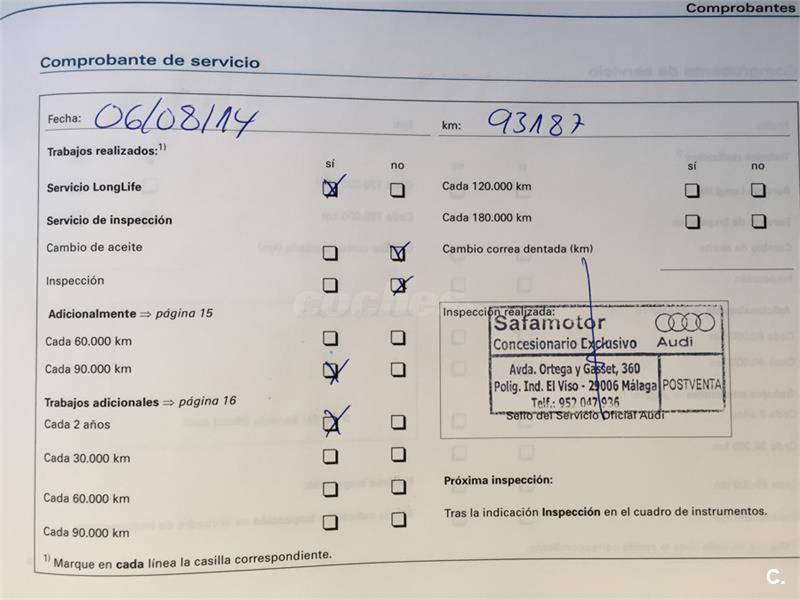 Comprobantes
Comprobante de servicio
Fecha: 06/08/14
km: 93187
Trabajos realizados:1)
sí no
sí no
Servicio LongLife
Cada 120.000 km
Servicio de inspección
Cada 180.000 km
Cambio de aceite
Cambio correa dentada (km)
Inspección
Adicionalmente ⇒ página 15
Inspección realizada:
Cada 60.000 km
Cada 90.000 km
Safamotor
Concesionario Exclusivo Audi
Avda. Ortega y Gasset, 360
Polig. Ind. El Viso - 29006 Málaga
POSTVENTA
Telf.: 952 047 936
Sello del Servicio Oficial Audi
Trabajos adicionales ⇒ página 16
Cada 2 años
Cada 30.000 km
Cada 60.000 km
Cada 90.000 km
Próxima inspección:
Tras la indicación Inspección en el cuadro de instrumentos.
1) Marque en cada línea la casilla correspondiente.
coches
C.